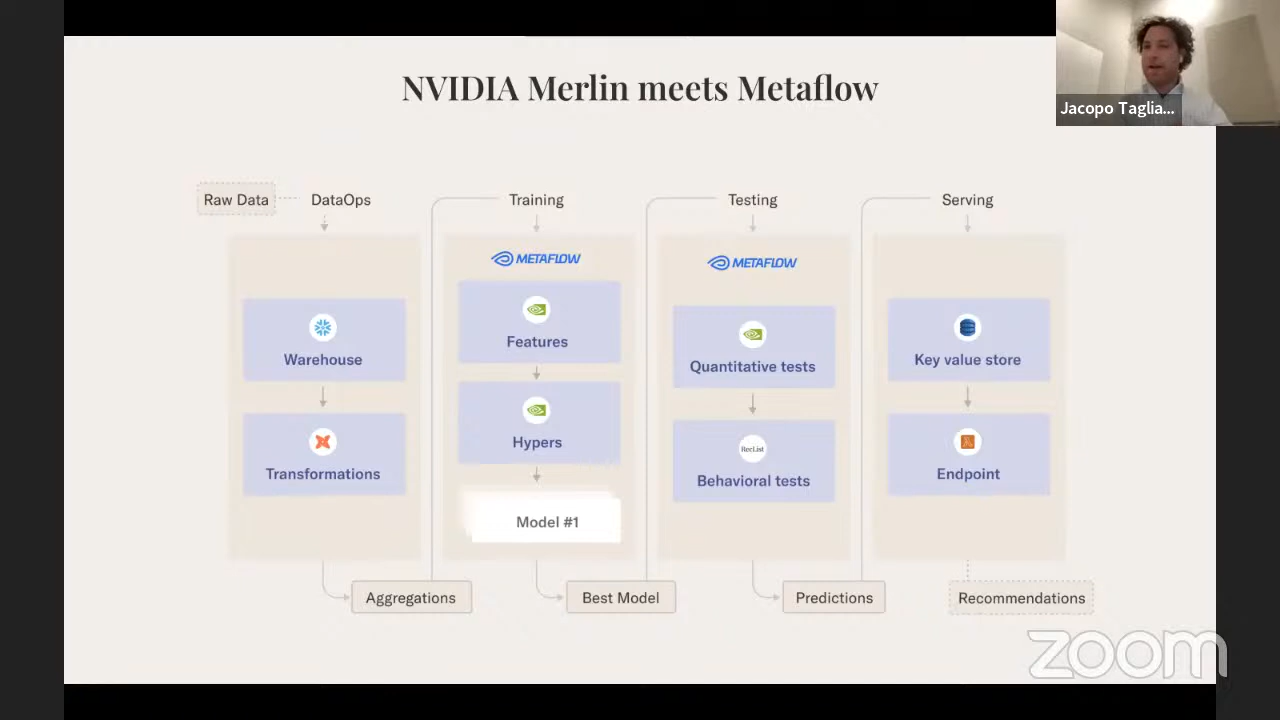 NVIDIA Merlin meets Metaflow
Jacopo Taglia...
Raw Data
DataOps
Training
Testing
Serving
METAFLOW
METAFLOW
Warehouse
Transformations
Features
Hypers
Model #1
Quantitative tests
RecList
Behavioral tests
Key value store
Endpoint
Aggregations
Best Model
Predictions
Recommendations
zoom